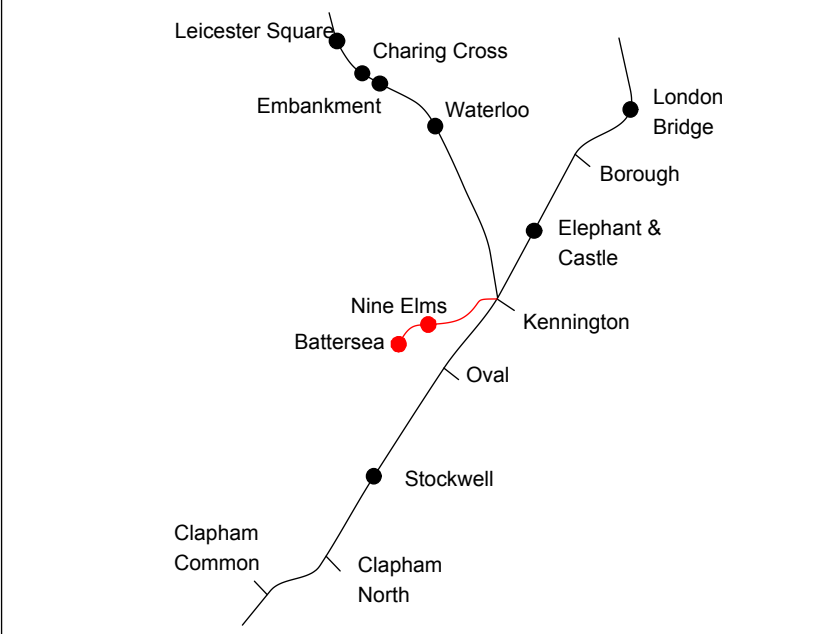 Leicester Square
Charing Cross
Embankment
Waterloo
London
Bridge
Borough
Elephant &
Castle
Nine Elms
Kennington
Battersea
Oval
Stockwell
Clapham
Common
Clapham
North